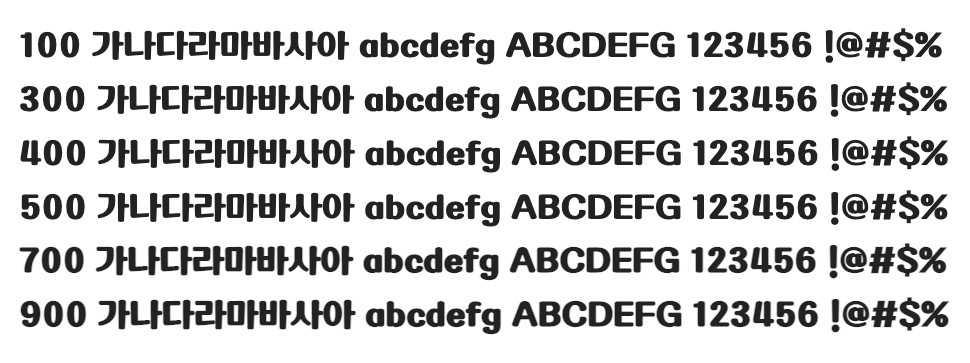 100 가나다라마바사아 abcdefg ABCDEFG 123456 !@#$%
300 가나다라마바사아 abcdefg ABCDEFG 123456 !@#$%
400 가나다라마바사아 abcdefg ABCDEFG 123456 !@#$%
500 가나다라마바사아 abcdefg ABCDEFG 123456 !@#$%
700 가나다라마바사아 abcdefg ABCDEFG 123456 !@#$%
900 가나다라마바사아 abcdefg ABCDEFG 123456 !@#$%